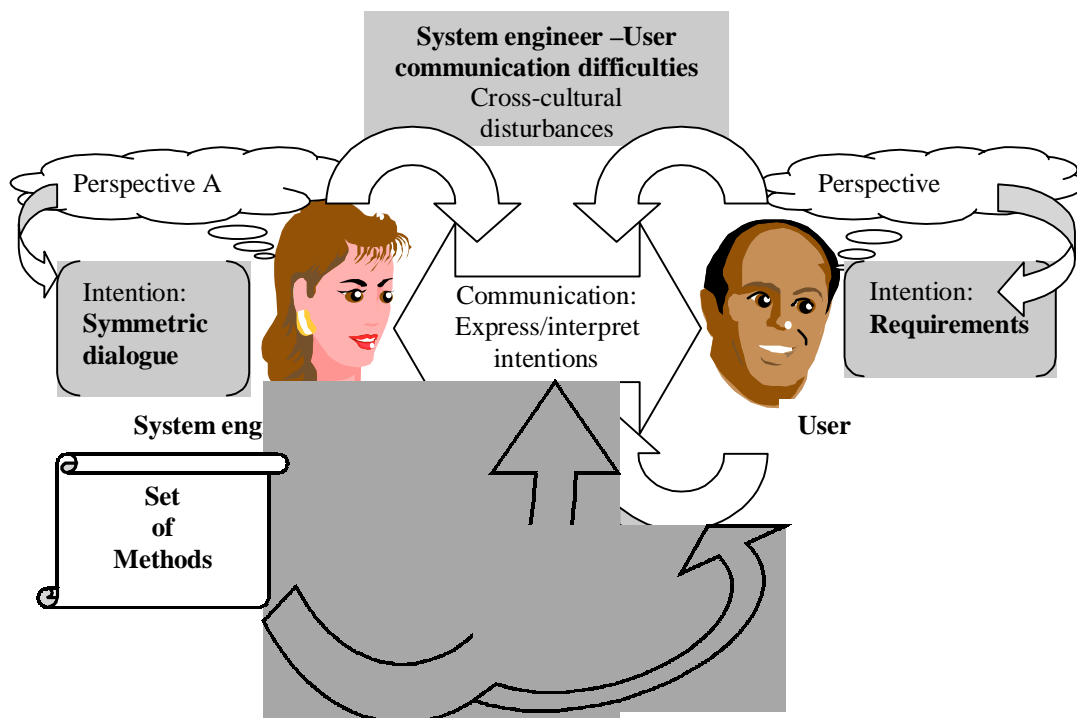 System engineer –User
communication difficulties
Cross-cultural
disturbances
Perspective A
Perspective
Intention:
Symmetric
dialogue
Communication:
Express/interpret
intentions
Intention:
Requirements
System eng
User
Set
of
Methods